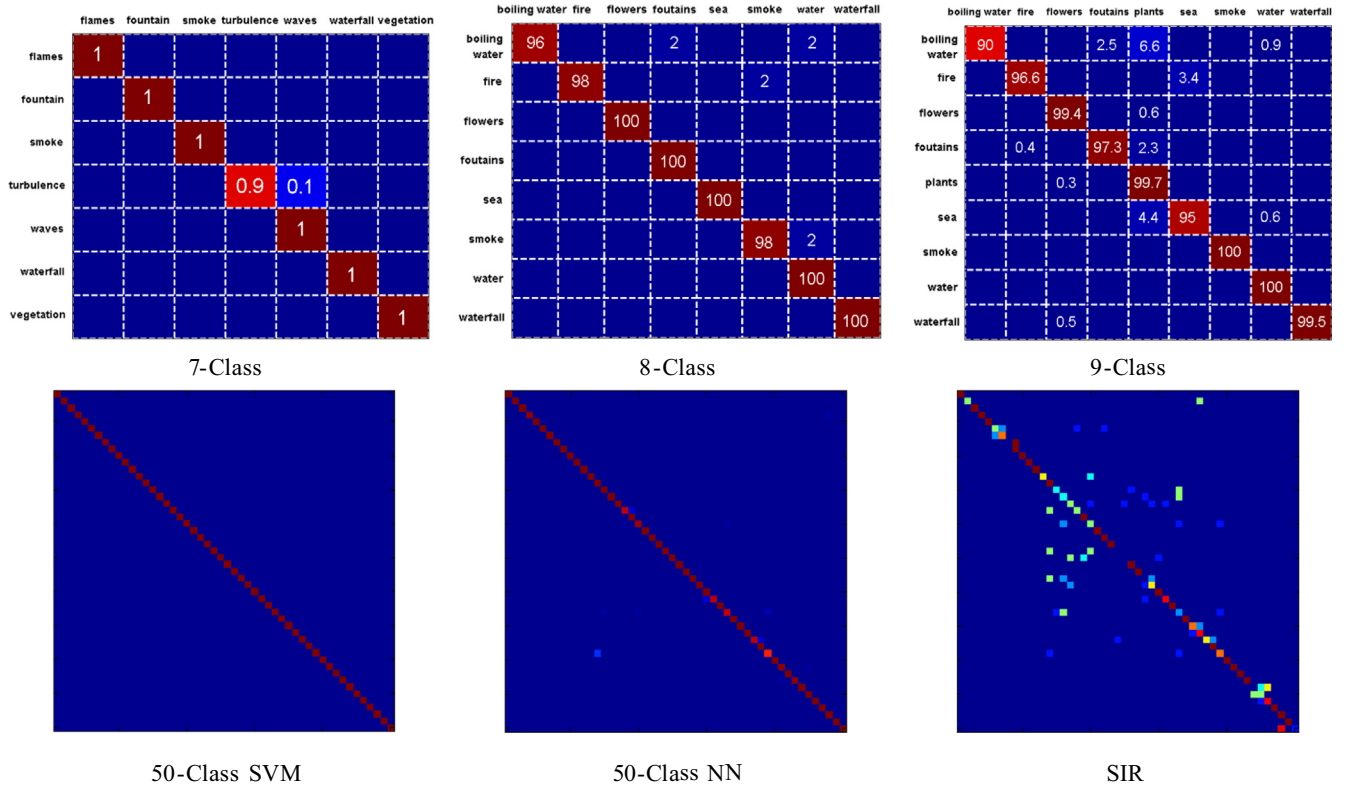 flames fountain smoke turbulence waves waterfall vegetation
flames 1
fountain 1
smoke 1
turbulence 0.9 0.1
waves 1
waterfall 1
vegetation 1
7-Class
boiling water fire flowers foutains sea smoke water waterfall
boiling
water
96 2 2
fire 98 2
flowers 100
foutains 100
sea 100
smoke 98 2
water 100
waterfall 100
8-Class
boiling water fire flowers foutains plants sea smoke water waterfall
boiling
water
90 2.5 6.6 0.9
fire 96.6 3.4
flowers 99.4 0.6
foutains 0.4 97.3 2.3
plants 0.3 99.7
sea 4.4 95 0.6
smoke 100
water 100
waterfall 0.5 99.5
9-Class
50-Class SVM
50-Class NN
SIR